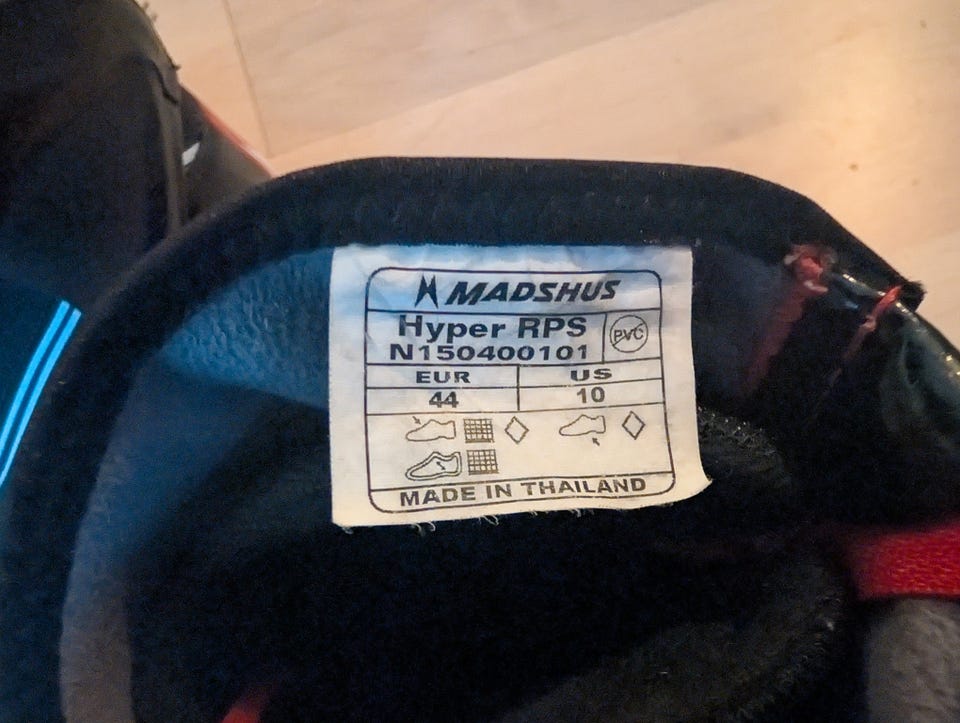 MADSHUS
Hyper RPS
PVC
N150400101
EUR US
44 10
MADE IN THAILAND